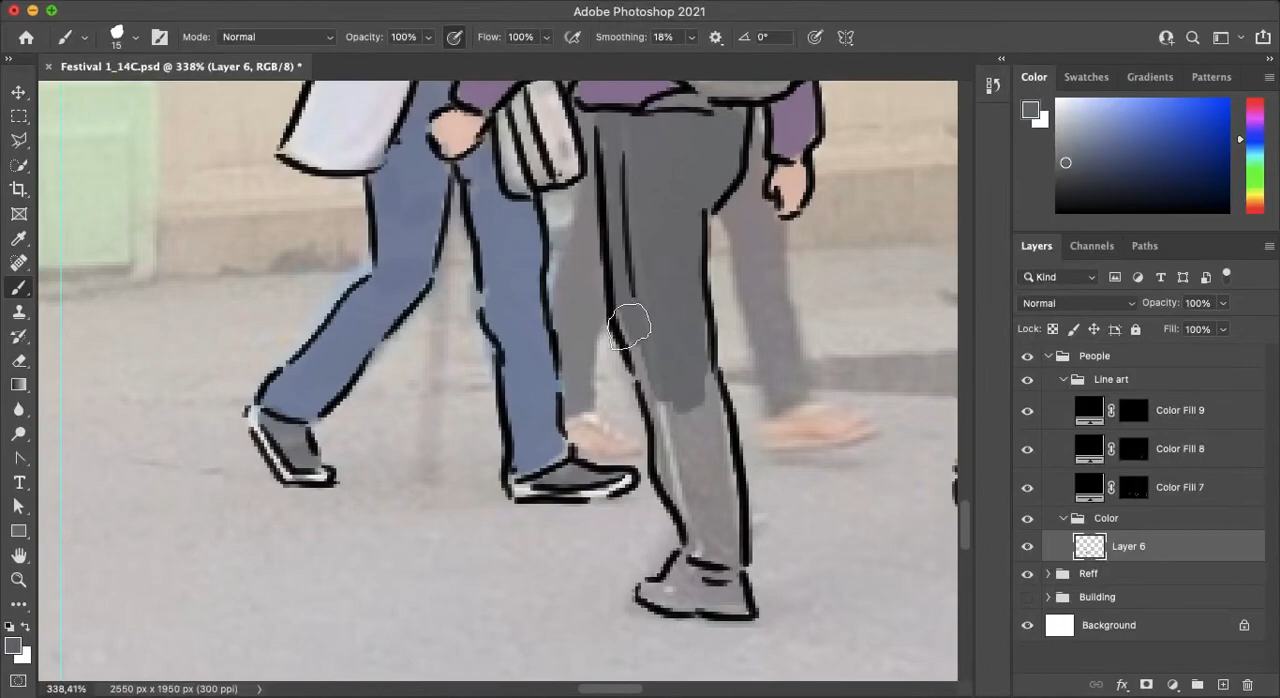 Adobe Photoshop 2021
15
Mode: Normal
Opacity: 100%
Flow: 100%
Smoothing: 18%
0°
Festival 1_14C.psd @ 338% (Layer 6, RGB/8) *
Color
Swatches
Gradients
Patterns
Layers
Channels
Paths
Kind
Normal
Opacity: 100%
Lock:
Fill: 100%
People
Line art
Color Fill 9
Color Fill 8
Color Fill 7
Color
Layer 6
Reff
Building
Background
338,41%
2550 px x 1950 px (300 ppi)